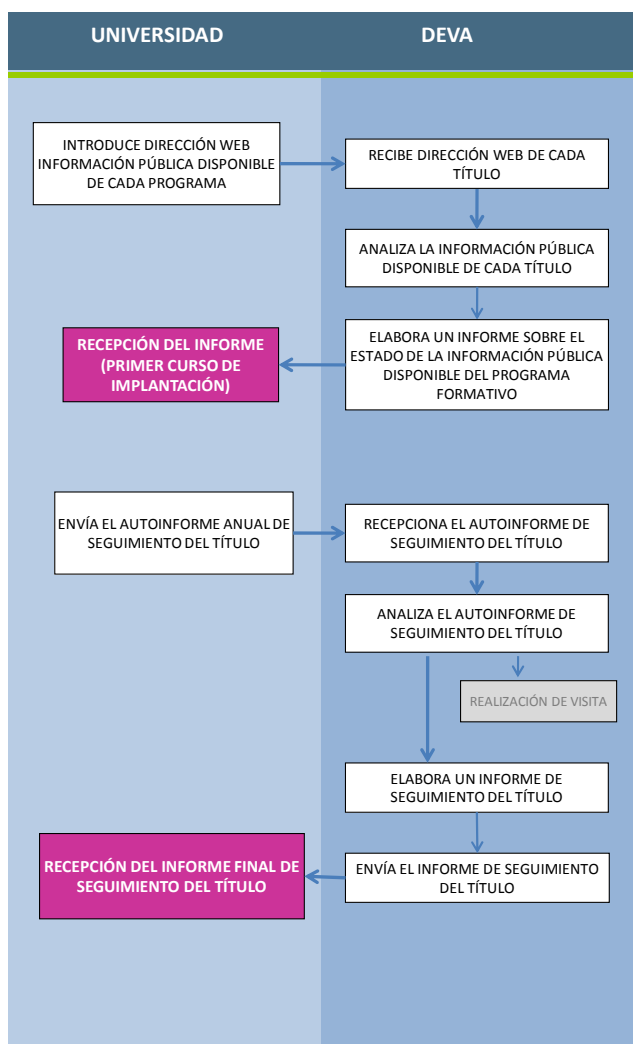 UNIVERSIDAD
DEVA
INTRODUCE DIRECCIÓN WEB
INFORMACIÓN PÚBLICA DISPONIBLE
DE CADA PROGRAMA
RECIBE DIRECCIÓN WEB DE CADA
TÍTULO
ANALIZA LA INFORMACIÓN PÚBLICA
DISPONIBLE DE CADA TÍTULO
RECEPCIÓN DEL INFORME
(PRIMER CURSO DE
IMPLANTACIÓN)
ELABORA UN INFORME SOBRE EL
ESTADO DE LA INFORMACIÓN PÚBLICA
DISPONIBLE DEL PROGRAMA
FORMATIVO
ENVÍA EL AUTOINFORME ANUAL DE
SEGUIMIENTO DEL TÍTULO
RECEPCIONA EL AUTOINFORME DE
SEGUIMIENTO DEL TÍTULO
ANALIZA EL AUTOINFORME DE
SEGUIMIENTO DEL TÍTULO
REALIZACIÓN DE VISITA
ELABORA UN INFORME DE
SEGUIMIENTO DEL TÍTULO
RECEPCIÓN DEL INFORME FINAL DE
SEGUIMIENTO DEL TÍTULO
ENVÍA EL INFORME DE SEGUIMIENTO
DEL TÍTULO